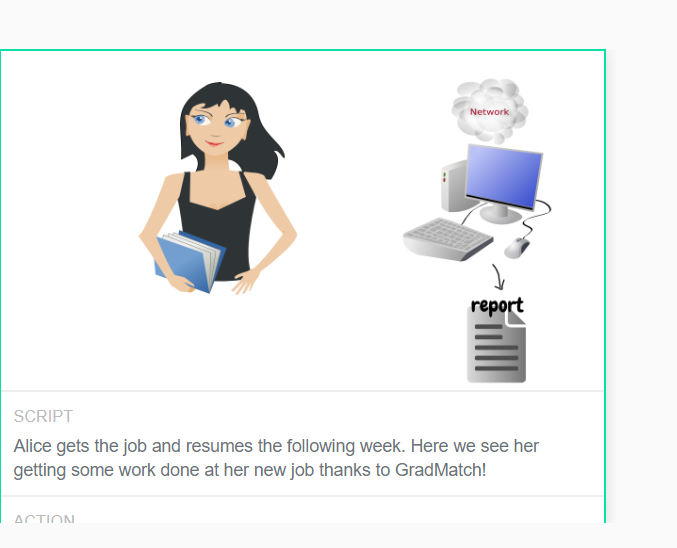 Network
report
SCRIPT
Alice gets the job and resumes the following week. Here we see her
getting some work done at her new job thanks to GradMatch!
ACTION